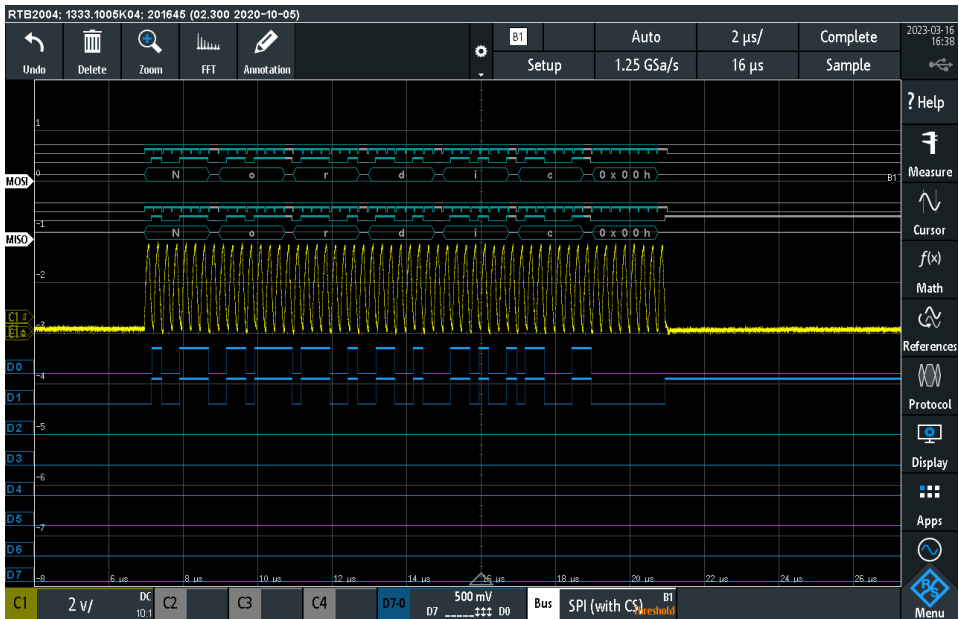 RTB2004; 1333.1005K04; 201645 (02.300 2020-10-05)
Undo Delete Zoom FFT Annotation
B1 Auto 2 µs/ Complete
Setup 1.25 GSa/s 16 µs Sample
2023-03-16
16:38
? Help
Measure
Cursor
f(x)
Math
References
Protocol
Display
Apps
R&S
Menu
1
0
MOSI N o r d i c 0x00h B1
-1
MISO N o r d i c 0x00h
-2
C1
-3
D0
-4
D1
D2 -5
D3
-6
D4
D5
-7
D6
D7
-8 6 µs 8 µs 10 µs 12 µs 14 µs 16 µs 18 µs 20 µs 22 µs 24 µs 26 µs
C1 2 V/ DC 10:1 C2 C3 C4 D7-0 500 mV D7 D0 Bus SPI (with CS) B1 Threshold